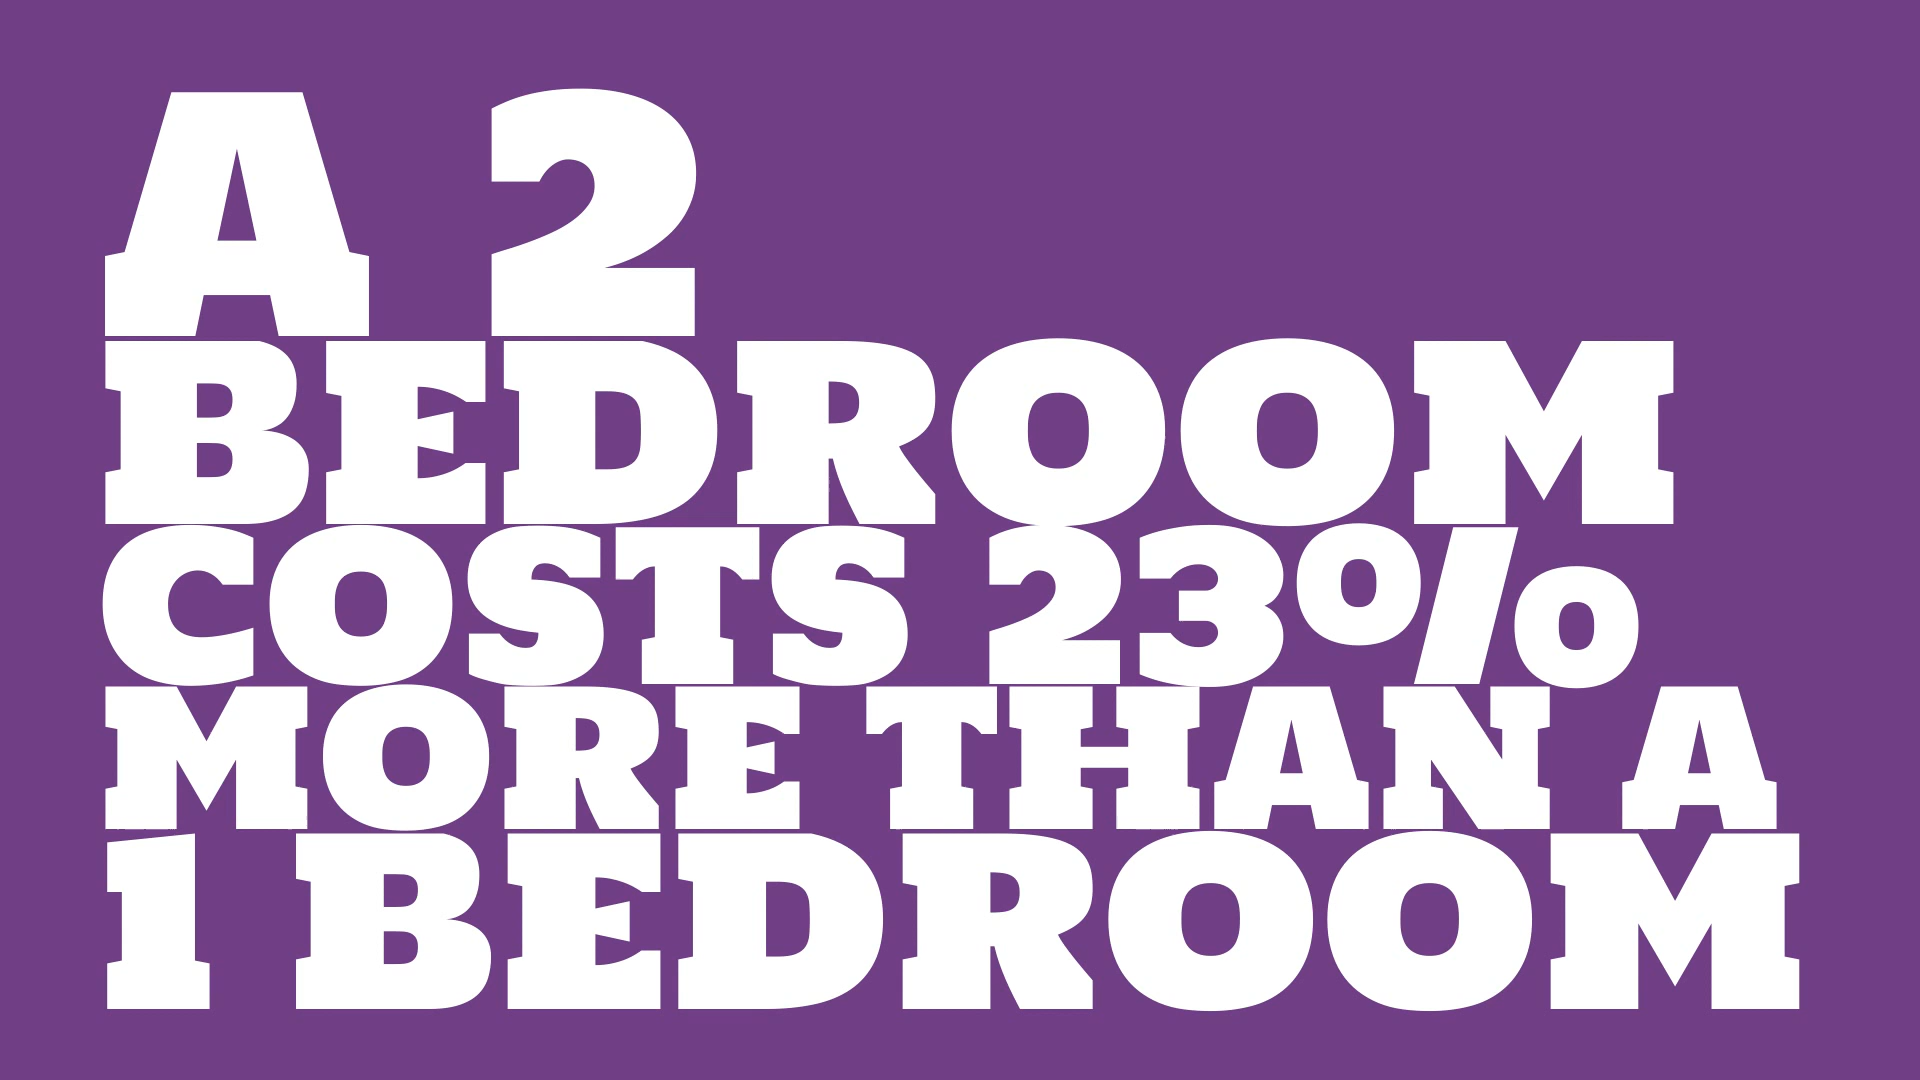 A 2
BEDROOM
COSTS 23%
MORE THAN A
1 BEDROOM